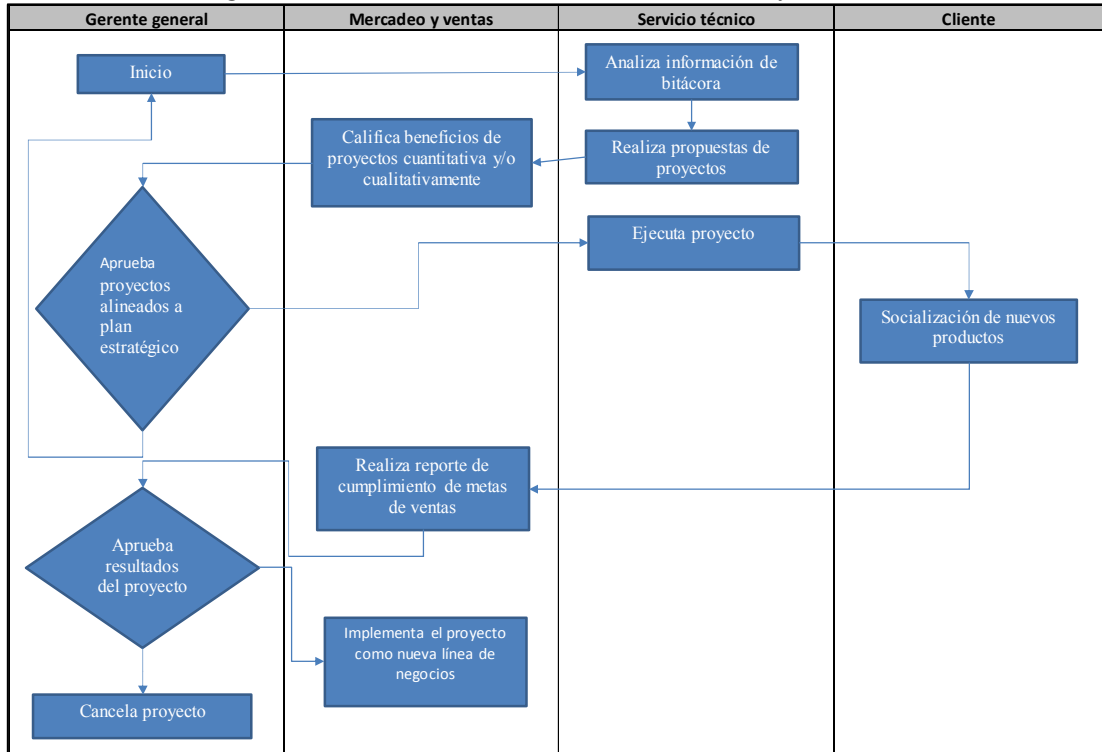 Gerente general
Mercadeo y ventas
Servicio técnico
Cliente
Inicio
Analiza información de
bitácora
Califica beneficios de
proyectos cuantitativa y/o
cualitativamente
Realiza propuestas de
proyectos
Aprueba
proyectos
alineados a
plan
estratégico
Ejecuta proyecto
Socialización de nuevos
productos
Realiza reporte de
cumplimiento de metas
de ventas
Aprueba
resultados
del proyecto
Implementa el proyecto
como nueva línea de
negocios
Cancela proyecto